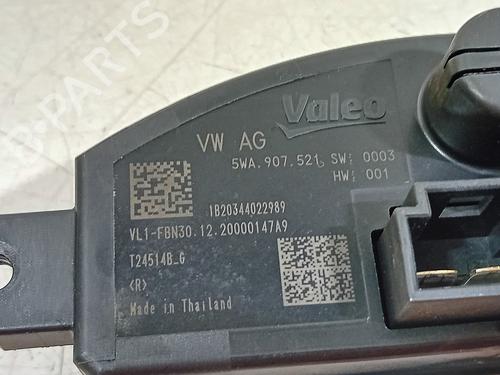 Valeo
VW AG
5WA.907.521 SW: 0003
HW: 001
1B20344022989
VL1-FBN30.12.20000147A9
T24514B_G
<R>
Made in Thailand